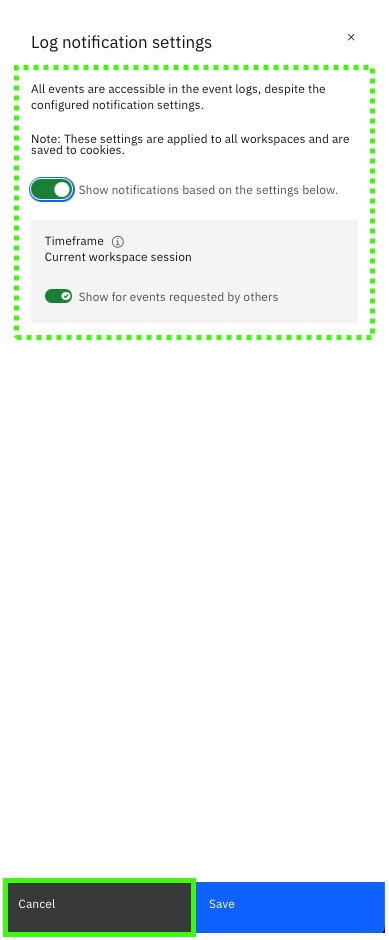 Log notification settings
All events are accessible in the event logs, despite the
configured notification settings.
Note: These settings are applied to all workspaces and are
saved to cookies.
Show notifications based on the settings below.
Timeframe
Current workspace session
Show for events requested by others
Cancel
Save